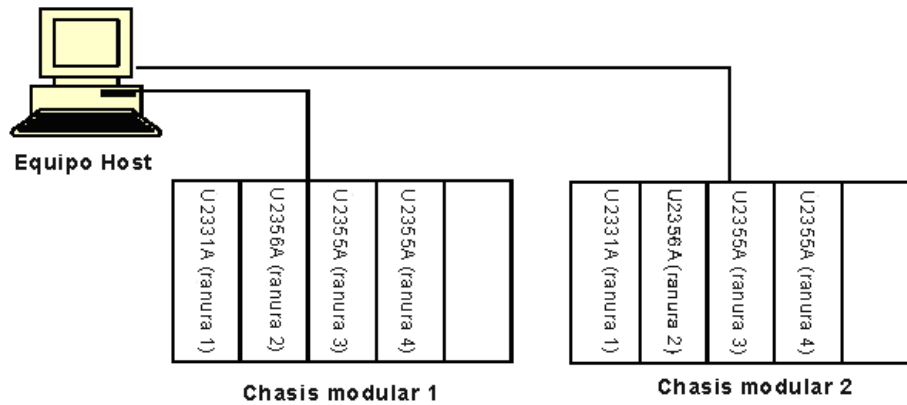 Equipo Host
U2331A (ranura 1)
U2356A (ranura 2)
U2355A (ranura 3)
U2355A (ranura 4)
Chasis modular 1
U2331A (ranura 1)
U2356A (ranura 2)
U2355A (ranura 3)
U2355A (ranura 4)
Chasis modular 2